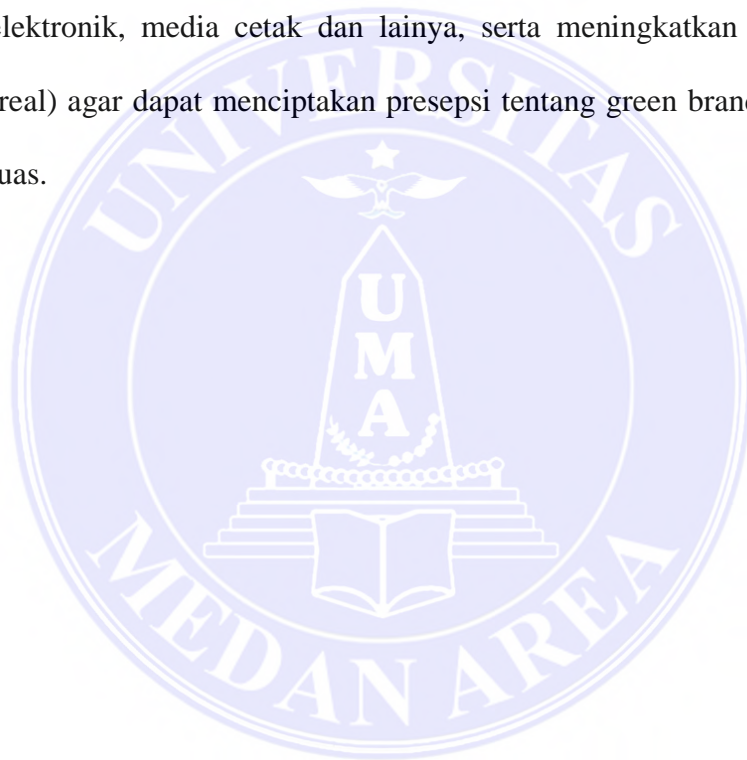 elektronik, media cetak dan lainya, serta meningkatkan
real) agar dapat menciptakan presepsi tentang green branc
uas.
UNIVERSITAS
UMA
MEDAN AREA